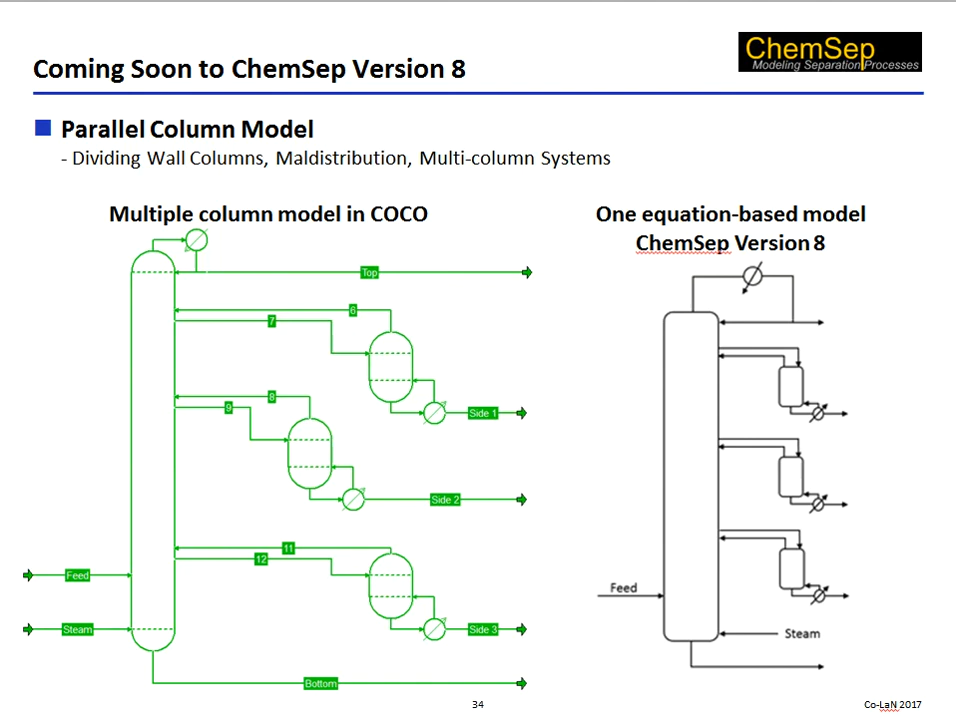 Coming Soon to ChemSep Version 8
ChemSep
Modeling Separation Processes
Parallel Column Model
- Dividing Wall Columns, Maldistribution, Multi-column Systems
Multiple column model in COCO
One equation-based model
ChemSep Version 8
Top
6
7
Side 1
8
9
Side 2
11
12
Feed
Steam
Side 3
Bottom
Feed
Steam
34
Co-LaN 2017